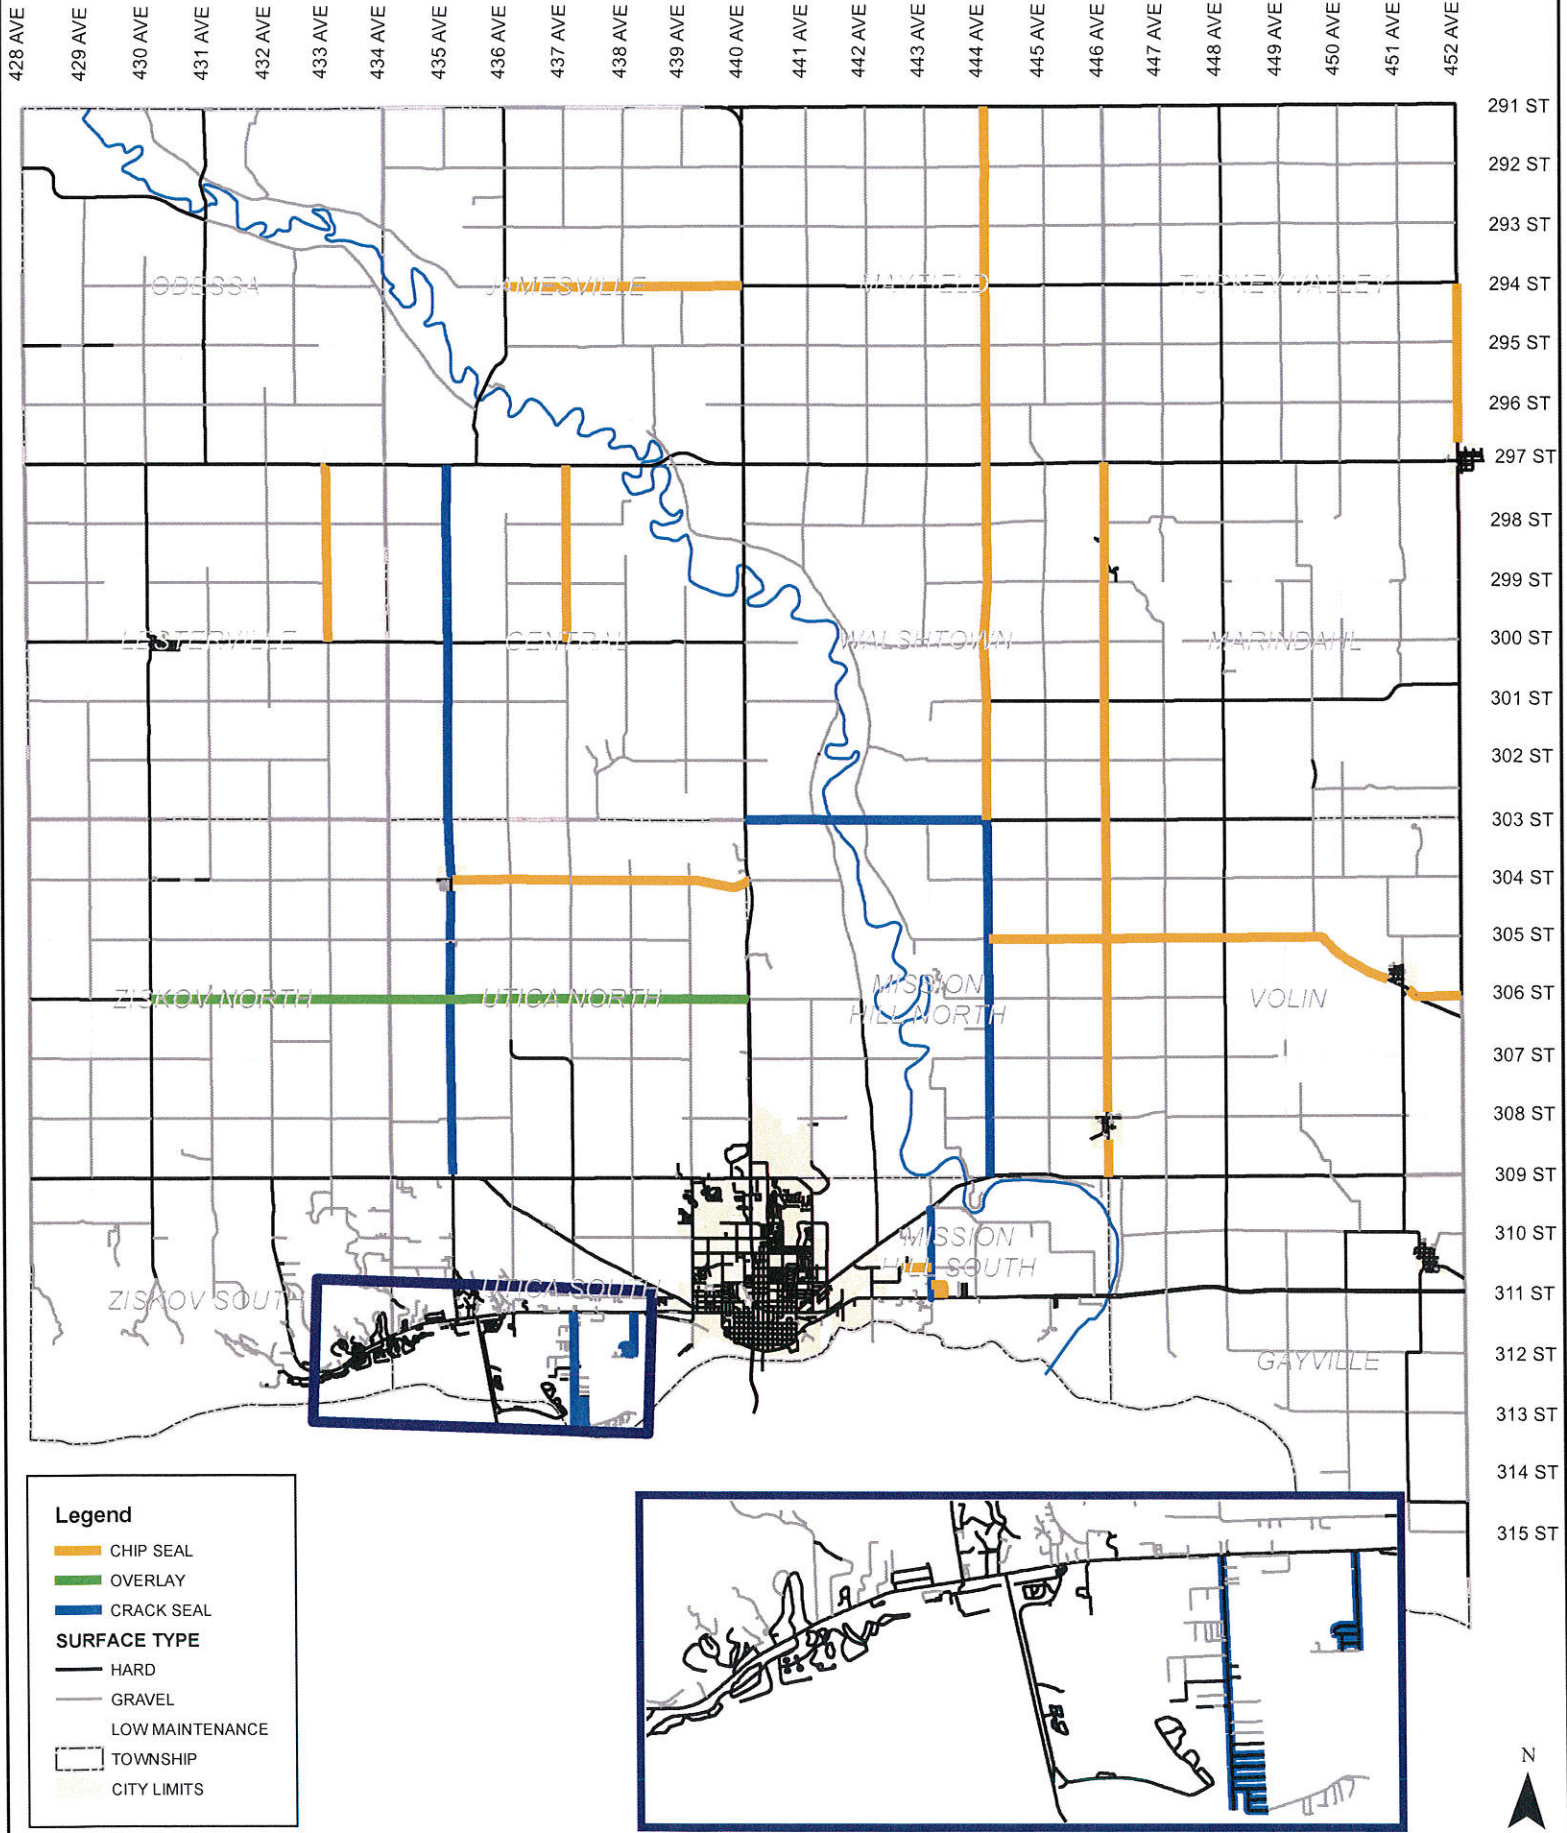 428 AVE
429 AVE
430 AVE
431 AVE
432 AVE
433 AVE
434 AVE
435 AVE
436 AVE
437 AVE
438 AVE
439 AVE
440 AVE
441 AVE
442 AVE
443 AVE
444 AVE
445 AVE
446 AVE
447 AVE
448 AVE
449 AVE
450 AVE
451 AVE
452 AVE
291 ST
292 ST
293 ST
ODESSA
JAMESVILLE
MAYFIELD
TURKEY VALLEY
294 ST
295 ST
296 ST
297 ST
298 ST
299 ST
LESTERVILLE
CENTRAL
WALSHTOWN
MARINDAHL
300 ST
301 ST
302 ST
303 ST
304 ST
305 ST
ZISKOV NORTH
UTICA NORTH
MISSION
HILL NORTH
VOLIN
306 ST
307 ST
308 ST
309 ST
310 ST
MISSION
HILL SOUTH
ZISKOV SOUTH
UTICA SOUTH
311 ST
GAYVILLE
312 ST
313 ST
314 ST
315 ST
Legend
CHIP SEAL
OVERLAY
CRACK SEAL
SURFACE TYPE
HARD
GRAVEL
LOW MAINTENANCE
TOWNSHIP
CITY LIMITS
N